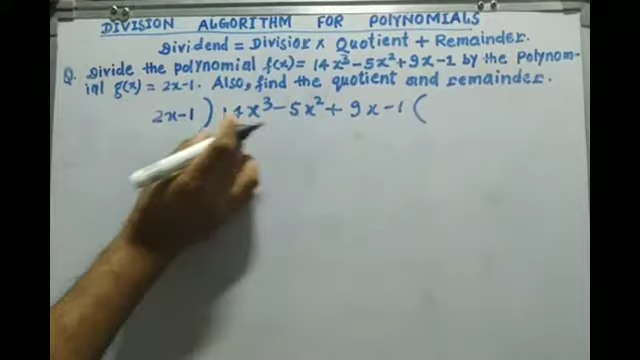 DIVISION ALGORITHM FOR POLYNOMIALS
Dividend = Divisior × Quotient + Remainder.
Q. Divide the polynomial f(x) = 14x³ - 5x² + 9x - 1 by the polynom-
ial g(x) = 2x-1. Also, find the quotient and remainder.
2x-1 ) 14x³ - 5x² + 9x - 1 (